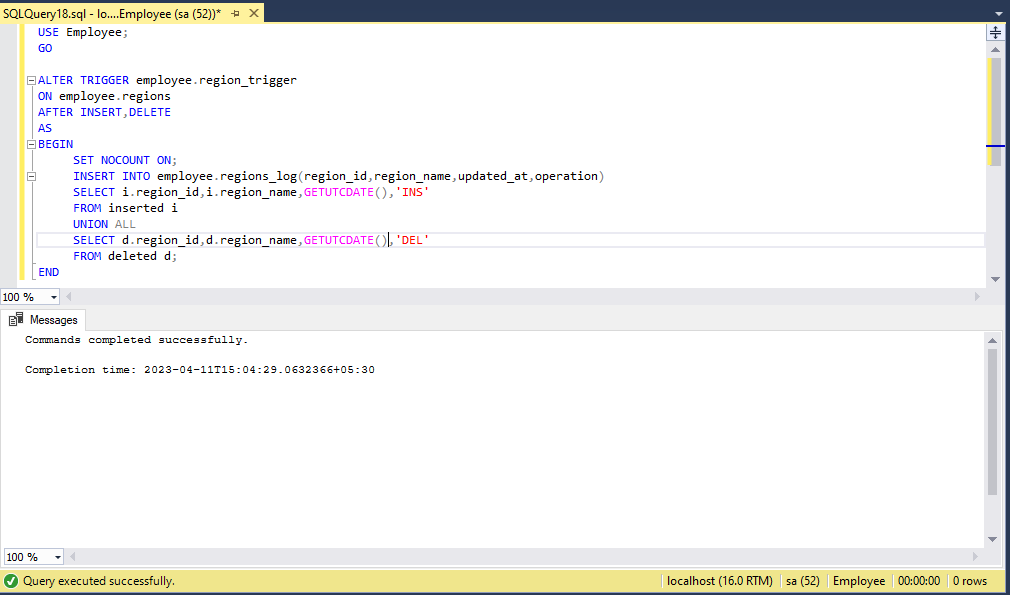 SQLQuery18.sql - lo....Employee (sa (52))*
USE Employee;
GO
ALTER TRIGGER employee.region_trigger
ON employee.regions
AFTER INSERT,DELETE
AS
BEGIN
SET NOCOUNT ON;
INSERT INTO employee.regions_log(region_id,region_name,updated_at,operation)
SELECT i.region_id,i.region_name,GETUTCDATE(),'INS'
FROM inserted i
UNION ALL
SELECT d.region_id,d.region_name,GETUTCDATE(),'DEL'
FROM deleted d;
END
100 %
Messages
Commands completed successfully.
Completion time: 2023-04-11T15:04:29.0632366+05:30
100 %
Query executed successfully. localhost (16.0 RTM) sa (52) Employee 00:00:00 0 rows